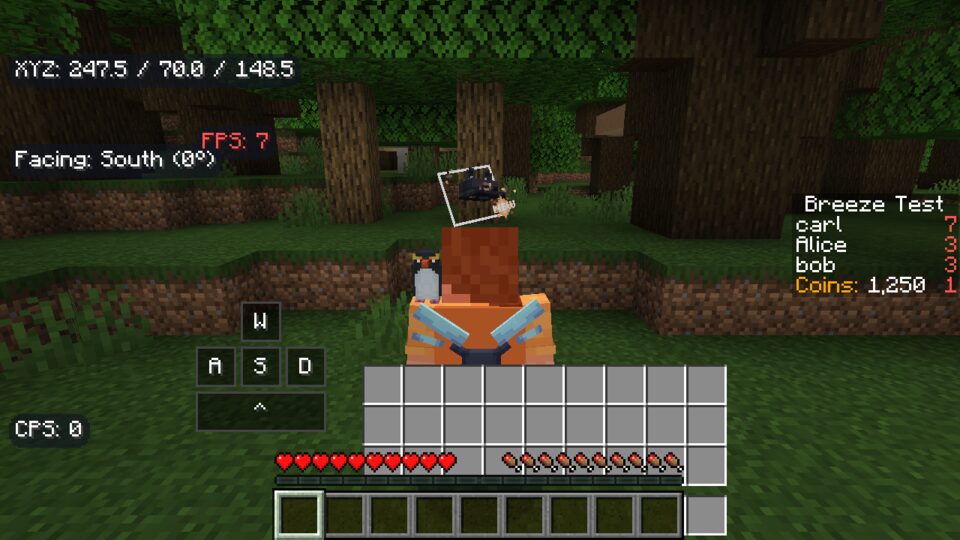 XYZ: 247.5 / 70.0 / 148.5
FPS: 7
Facing: South (0°)
Breeze Test
carl 7
Alice 3
bob 3
Coins: 1,250 1
W
A S D
^
CPS: 0